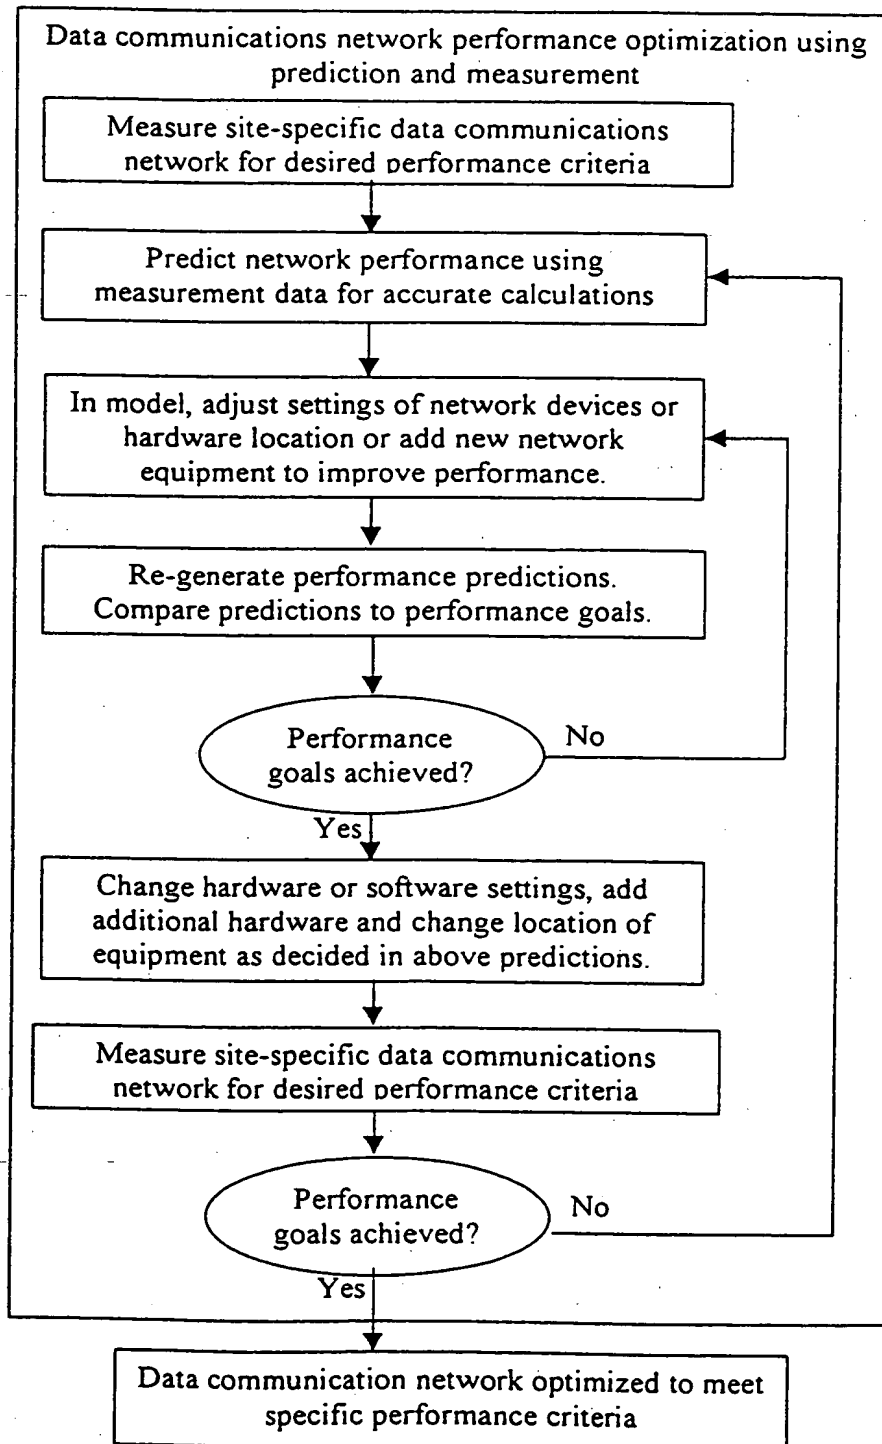 Data communications network performance optimization using
prediction and measurement
Measure site-specific data communications
network for desired performance criteria
Predict network performance using
measurement data for accurate calculations
In model, adjust settings of network devices or
hardware location or add new network
equipment to improve performance.
Re-generate performance predictions.
Compare predictions to performance goals.
Performance
goals achieved?
No
Yes
Change hardware or software settings, add
additional hardware and change location of
equipment as decided in above predictions.
Measure site-specific data communications
network for desired performance criteria
Performance
goals achieved?
No
Yes
Data communication network optimized to meet
specific performance criteria